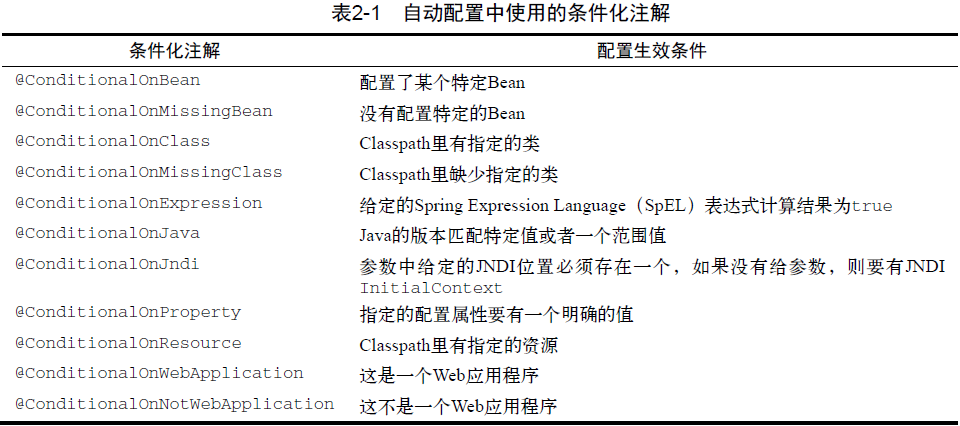 表2-1 自动配置中使用的条件化注解
条件化注解 配置生效条件
@ConditionalOnBean 配置了某个特定Bean
@ConditionalOnMissingBean 没有配置特定的Bean
@ConditionalOnClass Classpath里有指定的类
@ConditionalOnMissingClass Classpath里缺少指定的类
@ConditionalOnExpression 给定的Spring Expression Language（SpEL）表达式计算结果为true
@ConditionalOnJava Java的版本匹配特定值或者一个范围值
@ConditionalOnJndi 参数中给定的JNDI位置必须存在一个，如果没有给参数，则要有JNDI
InitialContext
@ConditionalOnProperty 指定的配置属性要有一个明确的值
@ConditionalOnResource Classpath里有指定的资源
@ConditionalOnWebApplication 这是一个Web应用程序
@ConditionalOnNotWebApplication 这不是一个Web应用程序